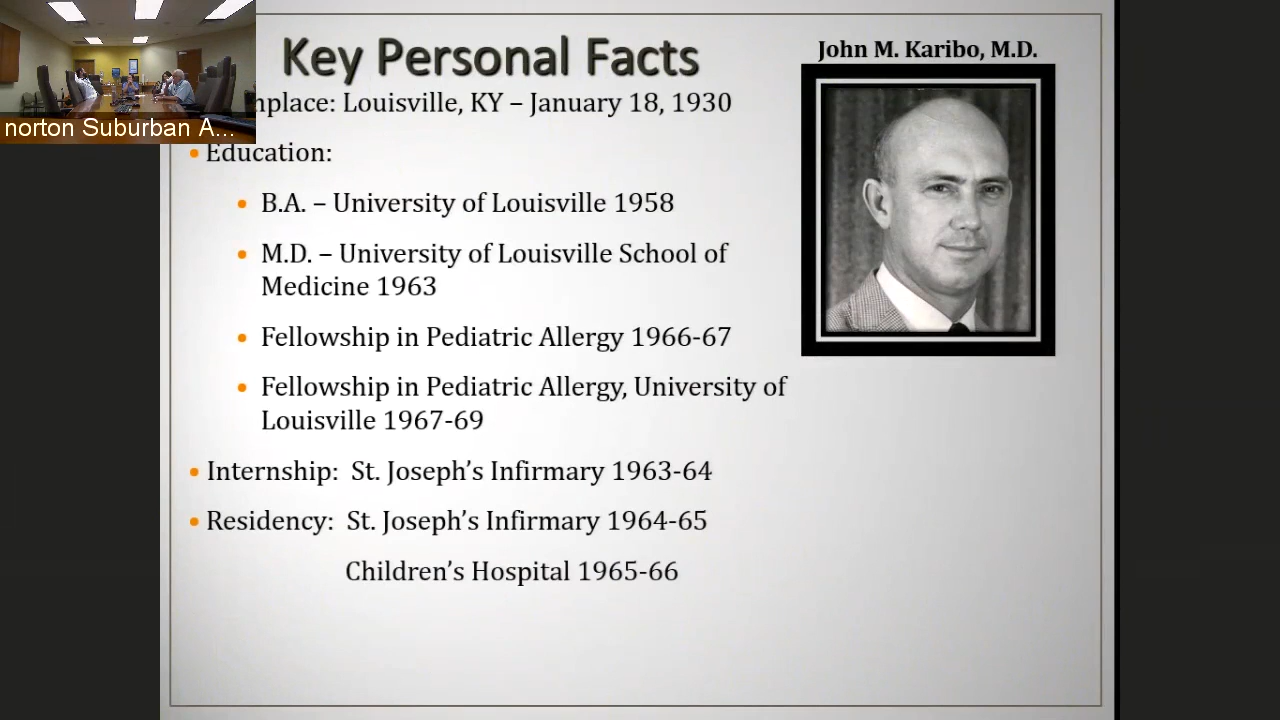 Key Personal Facts
John M. Karibo, M.D.
norton Suburban A...
hplace: Louisville, KY – January 18, 1930
• Education:
• B.A. – University of Louisville 1958
• M.D. – University of Louisville School of
Medicine 1963
• Fellowship in Pediatric Allergy 1966-67
• Fellowship in Pediatric Allergy, University of
Louisville 1967-69
• Internship: St. Joseph’s Infirmary 1963-64
• Residency: St. Joseph’s Infirmary 1964-65
Children’s Hospital 1965-66